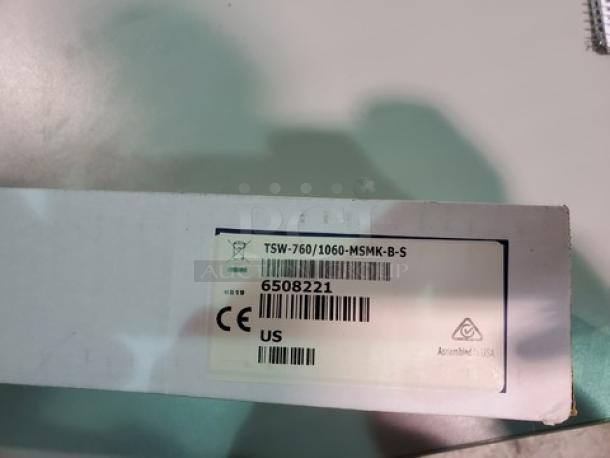 TSW-760/1060-MSMK-B-S
6508221
CE
US
Assembled in USA